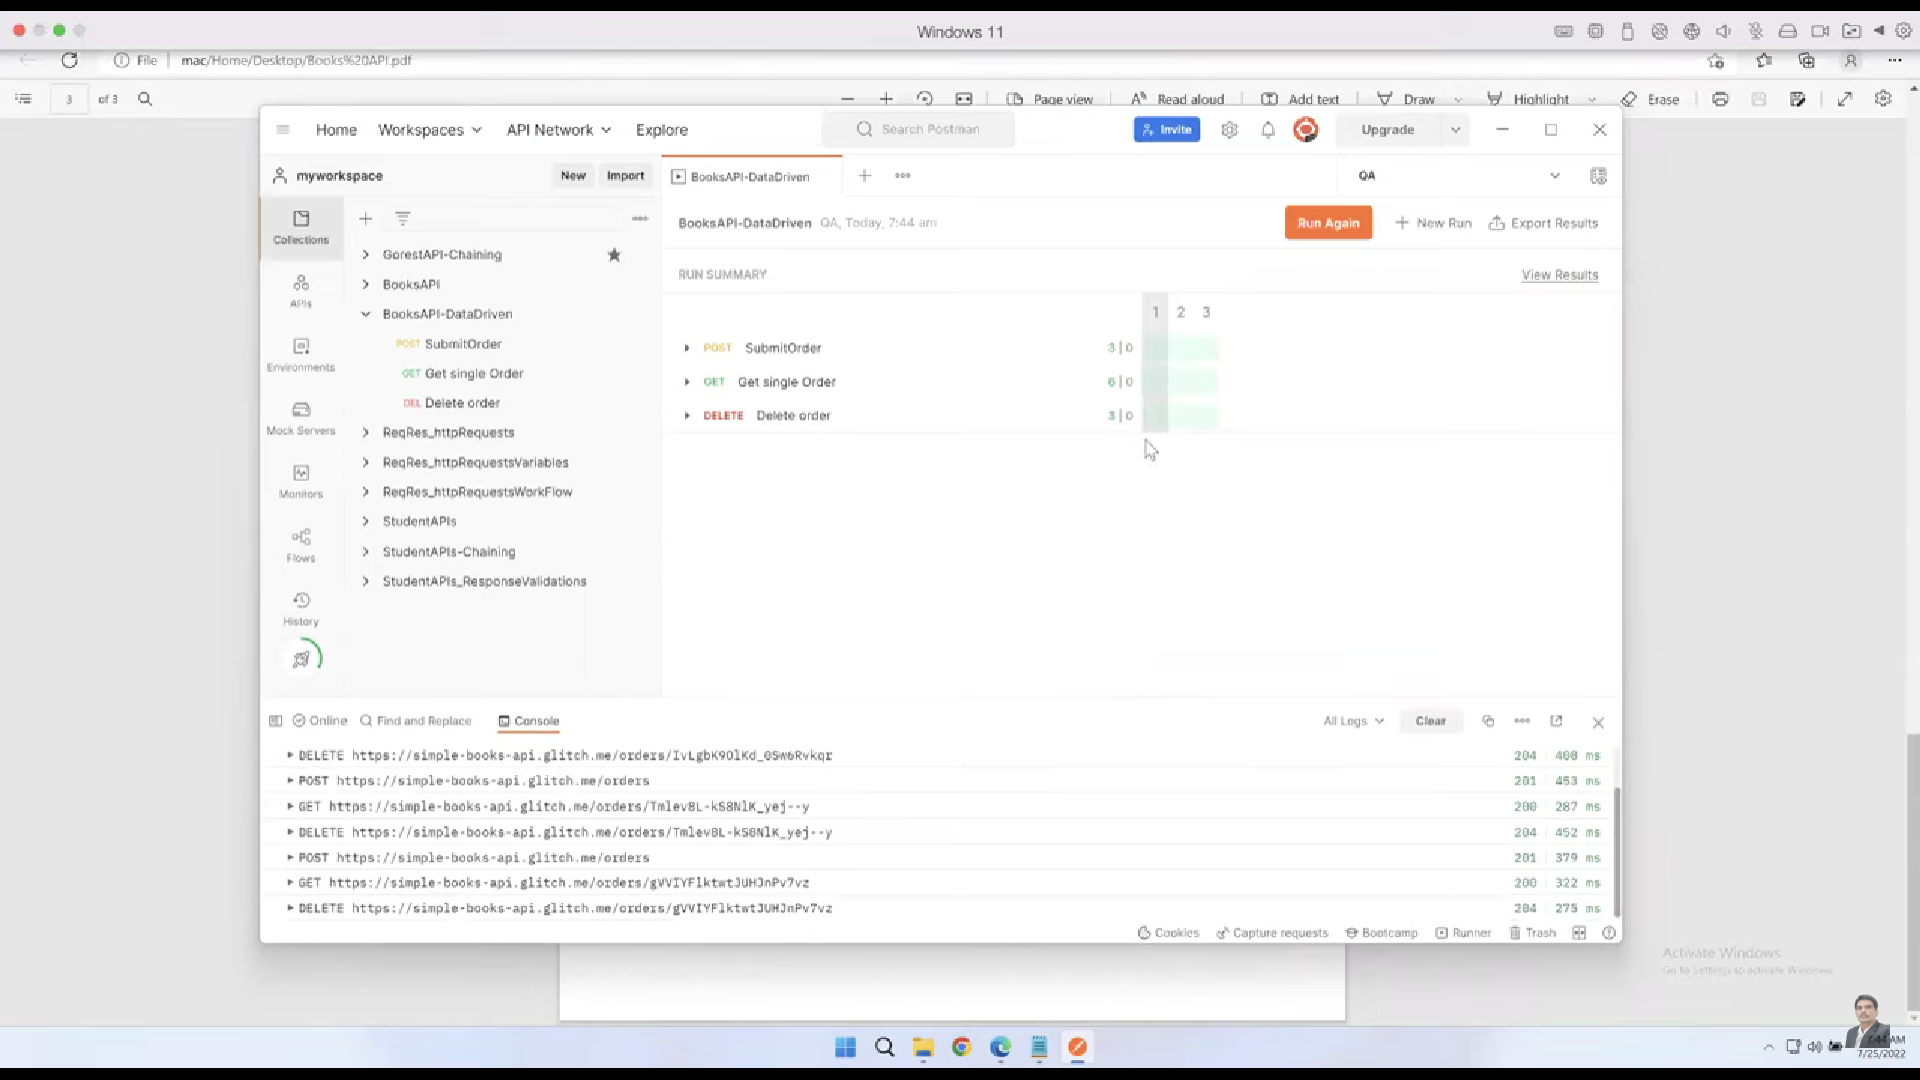 Windows 11
File mac/Home/Desktop/Books%20API.pdf
3 of 3 Page view Read aloud Add text Draw Highlight Erase
Home Workspaces API Network Explore Search Postman Invite Upgrade
myworkspace New Import BooksAPI-DataDriven QA
Collections
APIs
Environments
Mock Servers
Monitors
Flows
History
GorestAPI-Chaining
BooksAPI
BooksAPI-DataDriven
POST SubmitOrder
GET Get single Order
DEL Delete order
ReqRes_httpRequests
ReqRes_httpRequestsVariables
ReqRes_httpRequestsWorkFlow
StudentAPIs
StudentAPIs-Chaining
StudentAPIs_ResponseValidations
BooksAPI-DataDriven QA, Today, 7:44 am Run Again New Run Export Results
RUN SUMMARY View Results
1 2 3
POST SubmitOrder 3 | 0
GET Get single Order 6 | 0
DELETE Delete order 3 | 0
Online Find and Replace Console All Logs Clear
DELETE https://simple-books-api.glitch.me/orders/IvLgbK9OlKd_0Sw6Rvkqr 204 408 ms
POST https://simple-books-api.glitch.me/orders 201 453 ms
GET https://simple-books-api.glitch.me/orders/Tmlev8L-kS8NlK_yej--y 200 287 ms
DELETE https://simple-books-api.glitch.me/orders/Tmlev8L-kS8NlK_yej--y 204 452 ms
POST https://simple-books-api.glitch.me/orders 201 379 ms
GET https://simple-books-api.glitch.me/orders/gVVIYFlktwtJUHJnPv7vz 200 322 ms
DELETE https://simple-books-api.glitch.me/orders/gVVIYFlktwtJUHJnPv7vz 204 275 ms
Cookies Capture requests Bootcamp Runner Trash
Activate Windows
Go to Settings to activate Windows.
7:44 AM
7/25/2022